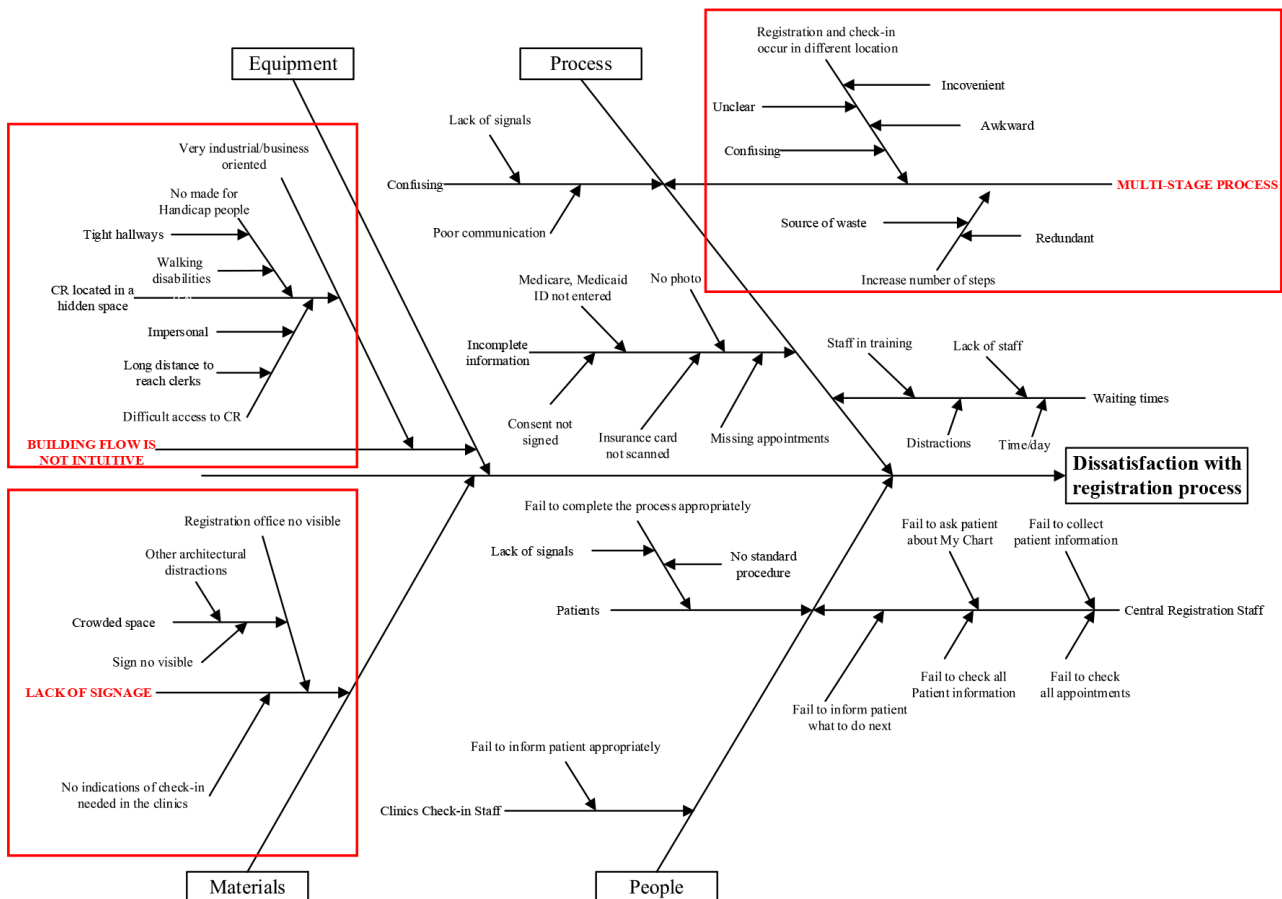 Equipment
Process
Registration and check-in
occur in different location
Incovenient
Unclear
Awkward
Confusing
MULTI-STAGE PROCESS
Source of waste
Redundant
Increase number of steps
Lack of signals
Confusing
Poor communication
Very industrial/business
oriented
No made for
Handicap people
Tight hallways
Walking
disabilities
CR located in a
hidden space
Impersonal
Long distance to
reach clerks
Difficult access to CR
BUILDING FLOW IS
NOT INTUITIVE
Medicare, Medicaid
ID not entered
No photo
Incomplete
information
Consent not
signed
Insurance card
not scanned
Missing appointments
Staff in training
Lack of staff
Waiting times
Distractions
Time/day
Dissatisfaction with
registration process
Registration office no visible
Other architectural
distractions
Crowded space
Sign no visible
LACK OF SIGNAGE
No indications of check-in
needed in the clinics
Fail to complete the process appropriately
Lack of signals
No standard
procedure
Patients
Fail to ask patient
about My Chart
Fail to collect
patient information
Central Registration Staff
Fail to inform patient
what to do next
Fail to check all
Patient information
Fail to check
all appointments
Fail to inform patient appropriately
Clinics Check-in Staff
Materials
People